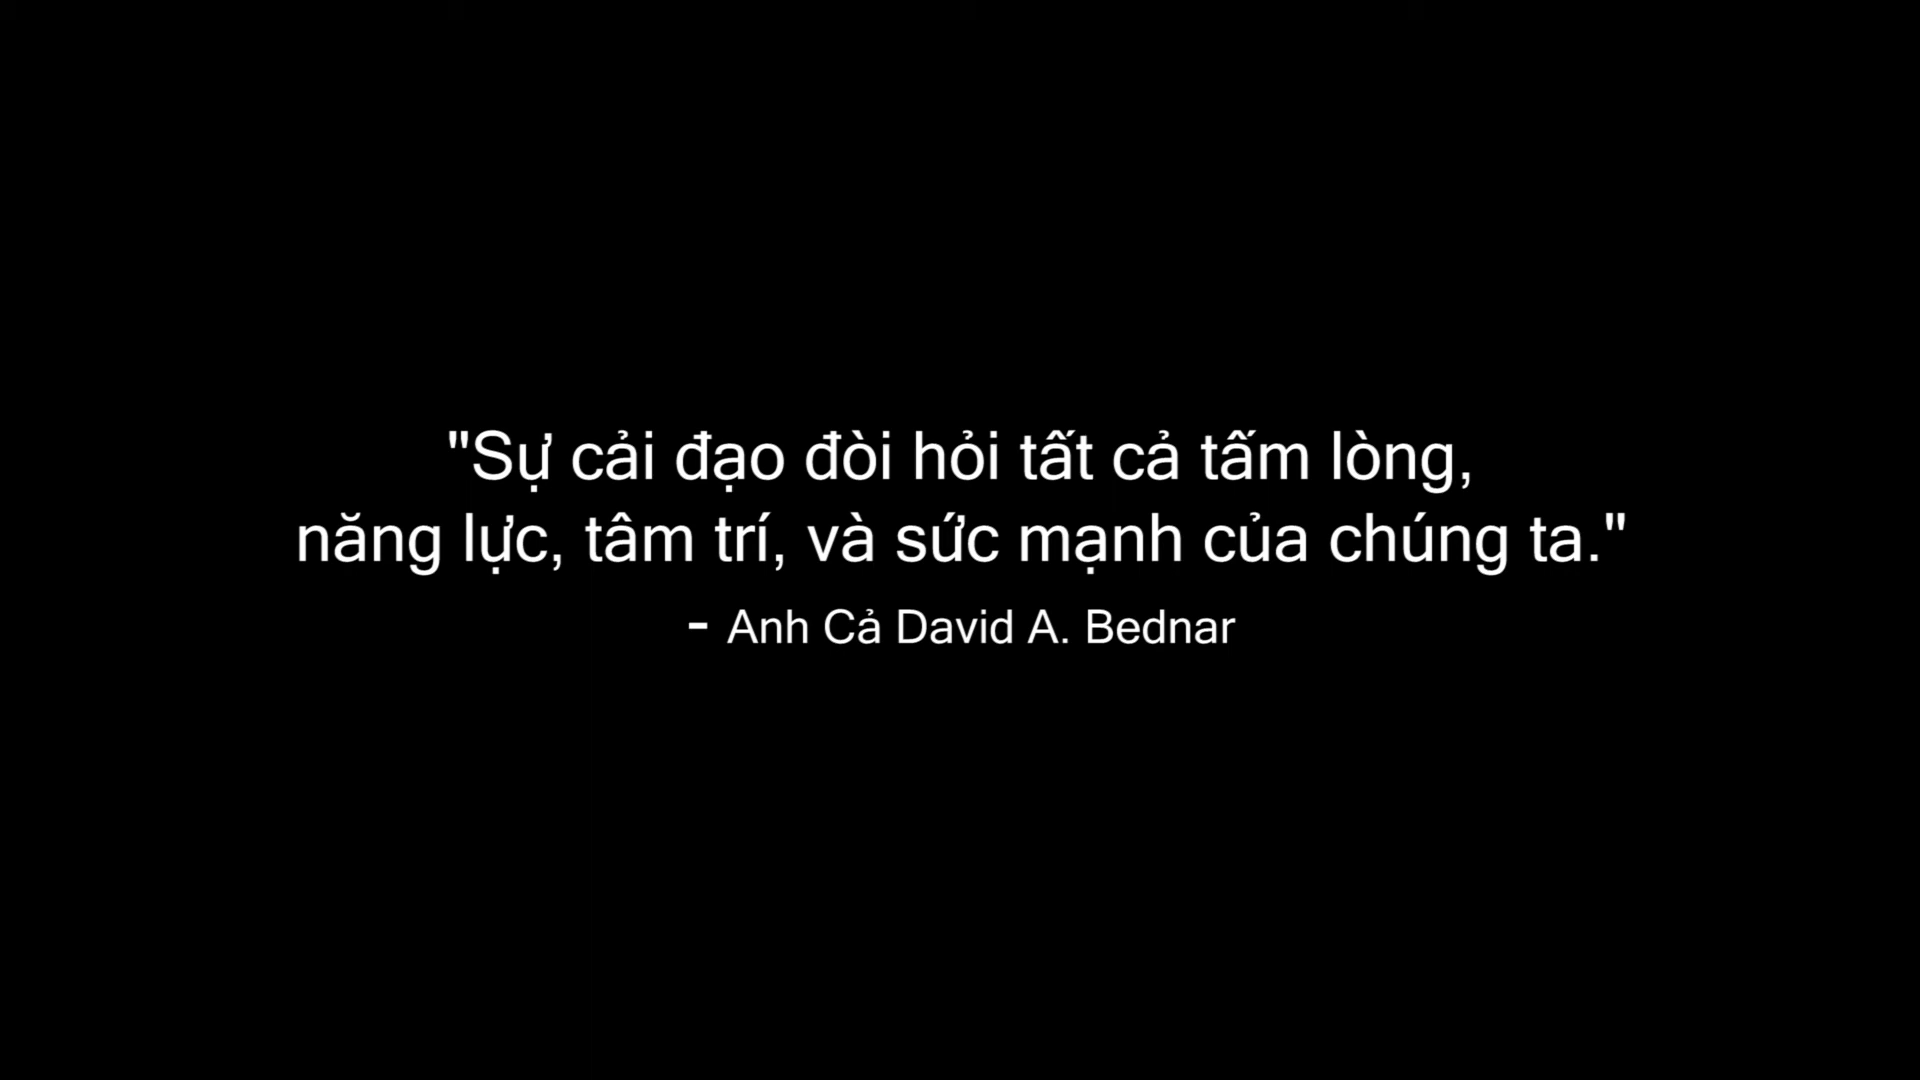 "Sự cải đạo đòi hỏi tất cả tấm lòng,
năng lực, tâm trí, và sức mạnh của chúng ta."
- Anh Cả David A. Bednar